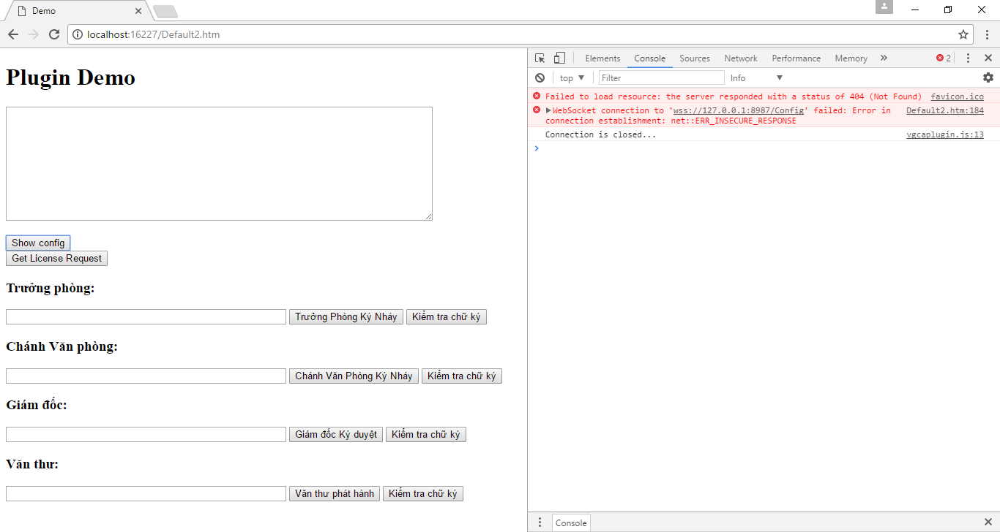 Demo
localhost:16227/Default2.htm
Plugin Demo
Show config
Get License Request
Trưởng phòng:
Trưởng Phòng Ký Nháy Kiểm tra chữ ký
Chánh Văn phòng:
Chánh Văn Phòng Ký Nháy Kiểm tra chữ ký
Giám đốc:
Giám đốc Ký duyệt Kiểm tra chữ ký
Văn thư:
Văn thư phát hành Kiểm tra chữ ký
Elements Console Sources Network Performance Memory » 2
top ▼ Filter Info ▼
Failed to load resource: the server responded with a status of 404 (Not Found) favicon.ico
▶WebSocket connection to 'wss://127.0.0.1:8987/Config' failed: Error in Default2.htm:184
connection establishment: net::ERR_INSECURE_RESPONSE
Connection is closed... vgcaplugin.js:13
Console